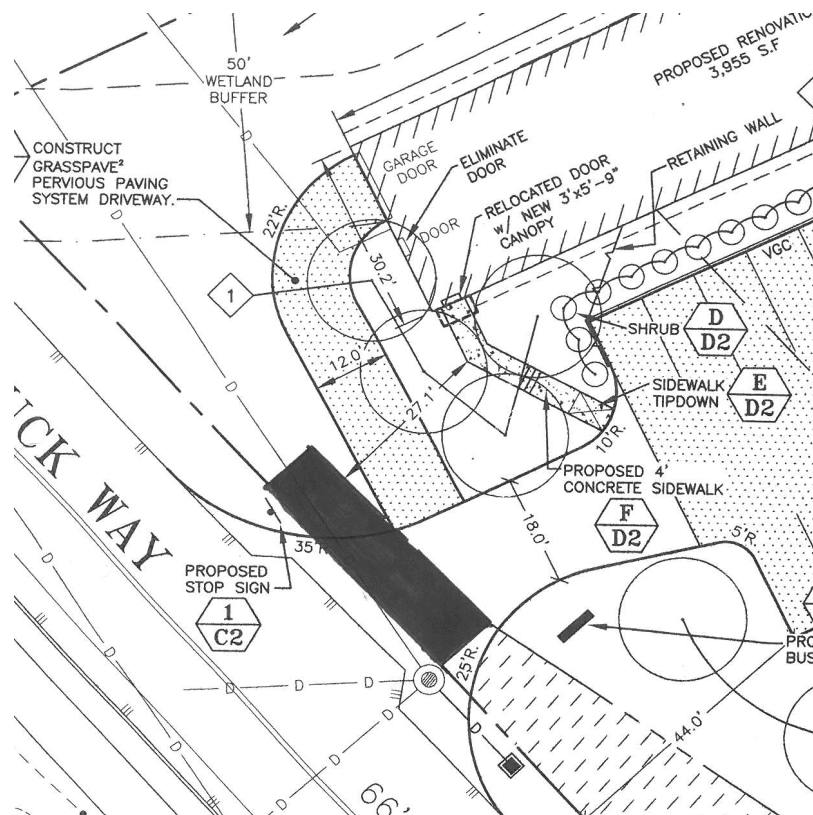 50'
WETLAND
BUFFER
PROPOSED RENOVATIO
3,955 S.F
CONSTRUCT
GRASSPAVE²
PERVIOUS PAVING
SYSTEM DRIVEWAY.
GARAGE
DOOR
ELIMINATE
DOOR
RETAINING WALL
RELOCATED DOOR
w/ NEW 3'x5'-9"
CANOPY
DOOR
22'R.
30.2'
VGC
1
D
D
D
SHRUB
D
D2
12.0'
27.1'
SIDEWALK
TIPDOWN
E
D2
10'R.
PROPOSED 4'
CONCRETE SIDEWALK
F
D2
18.0'
5'R.
UCK WAY
35'R.
PROPOSED
STOP SIGN
1
C2
25'R.
PRO
BUS
44.0'
D
D
D
D
D
D
D
D
D
66'